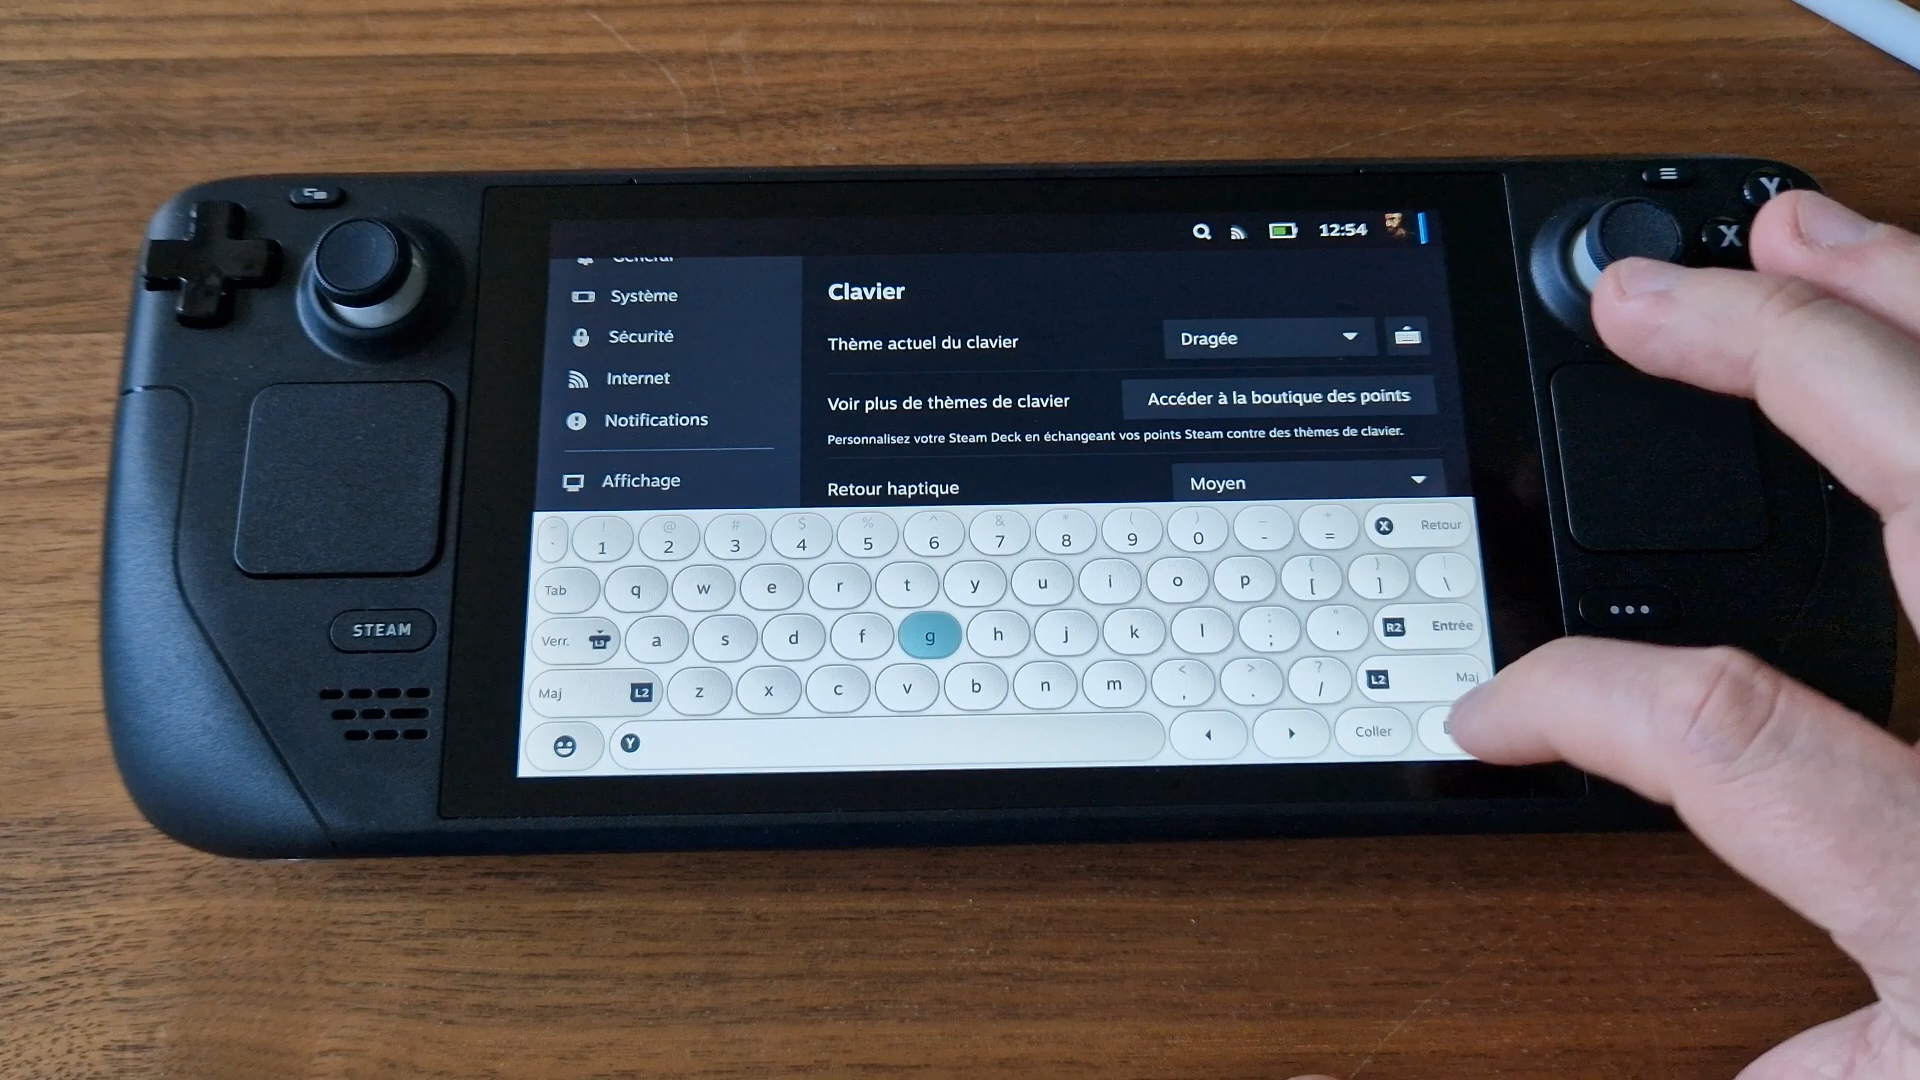 Y
X
12:54
Général
Système
Sécurité
Internet
Notifications
Affichage
Clavier
Thème actuel du clavier
Dragée
Voir plus de thèmes de clavier
Accéder à la boutique des points
Personnalisez votre Steam Deck en échangeant vos points Steam contre des thèmes de clavier.
Retour haptique
Moyen
! @ # $ % ^ & * ( ) _ +
` 1 2 3 4 5 6 7 8 9 0 - = X Retour
{ } |
Tab q w e r t y u i o p [ ] \
: "
Verr. L3 a s d f g h j k l ; ' R2 Entrée
< > ?
Maj L2 z x c v b n m , . / L2 Maj
Y Coller
STEAM